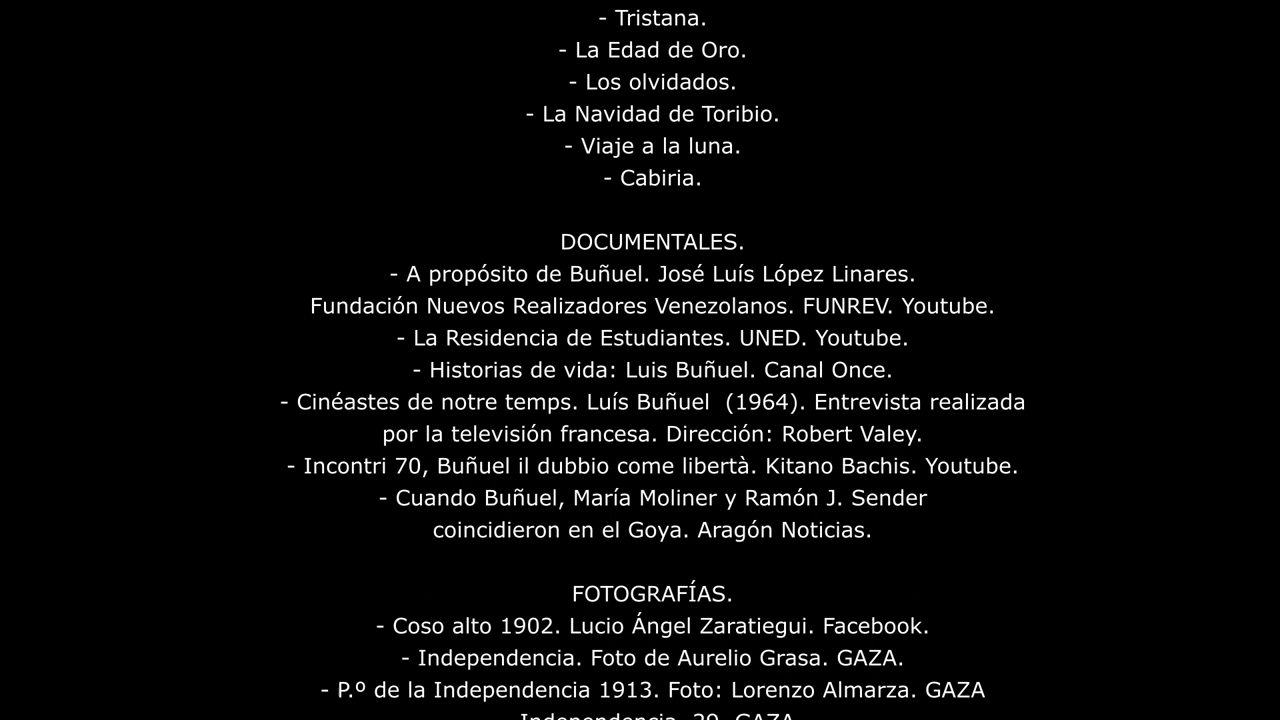 - Tristana.
- La Edad de Oro.
- Los olvidados.
- La Navidad de Toribio.
- Viaje a la luna.
- Cabiria.
DOCUMENTALES.
- A propósito de Buñuel. José Luís López Linares.
Fundación Nuevos Realizadores Venezolanos. FUNREV. Youtube.
- La Residencia de Estudiantes. UNED. Youtube.
- Historias de vida: Luis Buñuel. Canal Once.
- Cinéastes de notre temps. Luís Buñuel  (1964). Entrevista realizada
por la televisión francesa. Dirección: Robert Valey.
- Incontri 70, Buñuel il dubbio come libertà. Kitano Bachis. Youtube.
- Cuando Buñuel, María Moliner y Ramón J. Sender
coincidieron en el Goya. Aragón Noticias.
FOTOGRAFÍAS.
- Coso alto 1902. Lucio Ángel Zaratiegui. Facebook.
- Independencia. Foto de Aurelio Grasa. GAZA.
- P.º de la Independencia 1913. Foto: Lorenzo Almarza. GAZA
Independencia, 29. GAZA